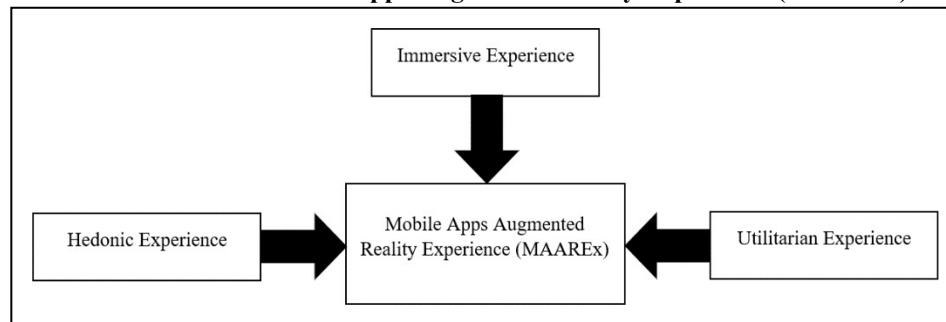 Immersive Experience
Mobile Apps Augmented
Reality Experience (MAAREx)
Hedonic Experience
Utilitarian Experience